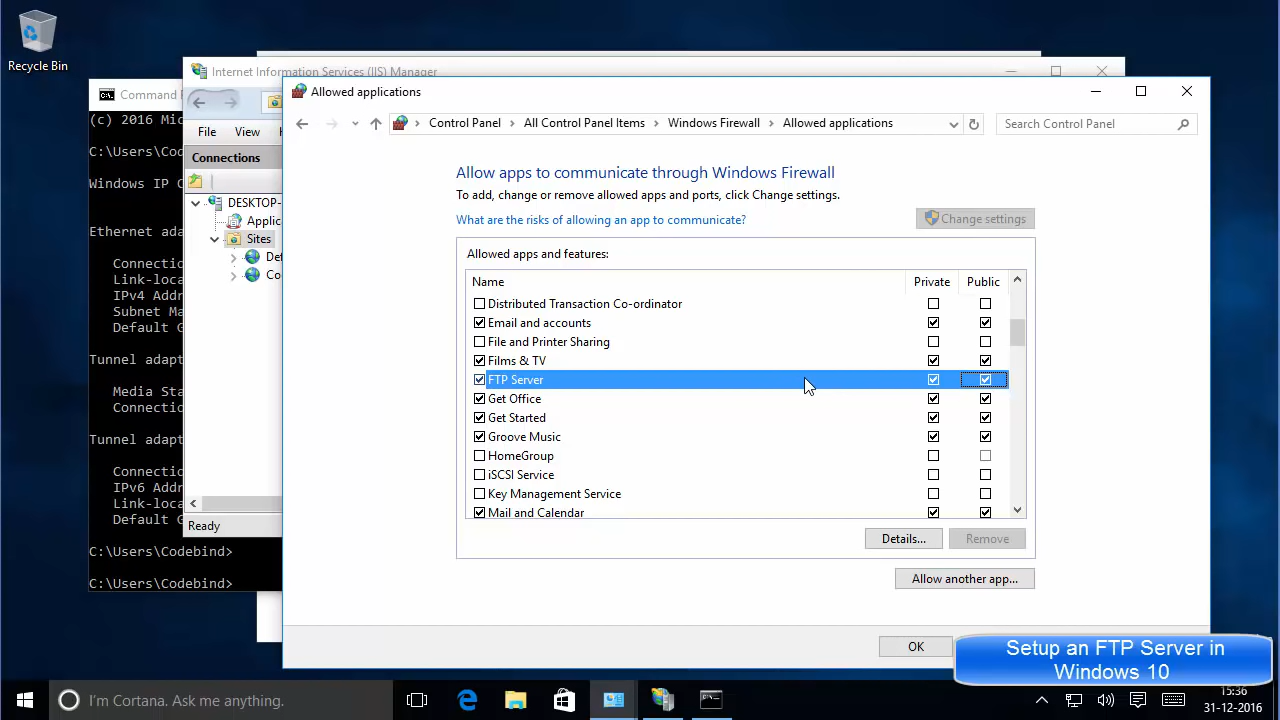 Recycle Bin
Internet Information Services (IIS) Manager
Command
(c) 2016 Mic
C:\Users\Cod
Windows IP C
Ethernet ada
Connecti
Link-loca
IPv4 Addr
Subnet Ma
Default G
Tunnel adapt
Media Sta
Connectio
Tunnel adapt
Connectio
IPv6 Addr
Link-loca
Default G
C:\Users\Codebind>
C:\Users\Codebind>
File View
Connections
DESKTOP-
Applic
Sites
Def
Co
Ready
Allowed applications
Control Panel > All Control Panel Items > Windows Firewall > Allowed applications
Search Control Panel
Allow apps to communicate through Windows Firewall
To add, change or remove allowed apps and ports, click Change settings.
What are the risks of allowing an app to communicate?
Change settings
Allowed apps and features:
Name Private Public
Distributed Transaction Co-ordinator
Email and accounts
File and Printer Sharing
Films & TV
FTP Server
Get Office
Get Started
Groove Music
HomeGroup
iSCSI Service
Key Management Service
Mail and Calendar
Details... Remove
Allow another app...
OK
Setup an FTP Server in
Windows 10
I'm Cortana. Ask me anything.
15:36
31-12-2016